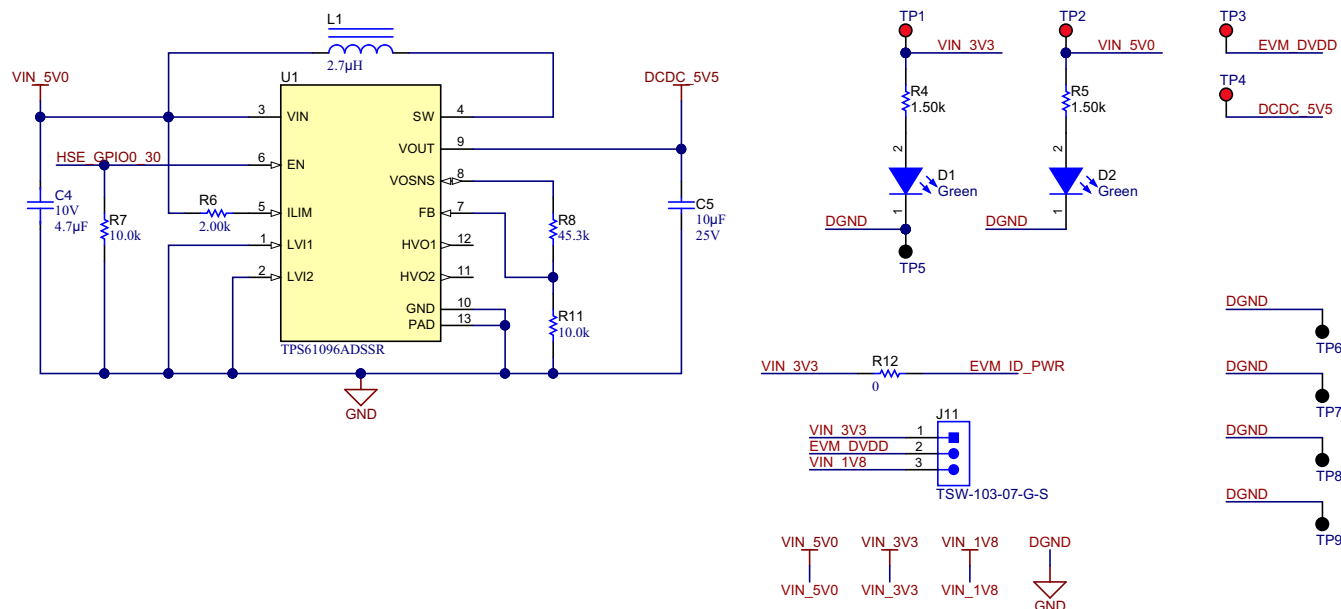 L1
2.7µH
VIN_5V0
U1
DCDC_5V5
3 VIN SW 4
VOUT 9
HSE_GPIO0_30
6 EN
VOSNS 8
C4
10V
4.7µF
R7
10.0k
R6
2.00k
5 ILIM FB 7
R8
45.3k
C5
10µF
25V
1 LVI1 HVO1 12
2 LVI2 HVO2 11
GND 10
PAD 13
R11
10.0k
TPS61096ADSSR
GND
TP1
VIN_3V3
R4
1.50k
2
D1
Green
1
DGND
TP5
TP2
VIN_5V0
R5
1.50k
2
D2
Green
1
DGND
TP3
EVM_DVDD
TP4
DCDC_5V5
DGND
TP6
DGND
TP7
DGND
TP8
DGND
TP9
VIN_3V3
R12
0
EVM_ID_PWR
J11
VIN_3V3 1
EVM_DVDD 2
VIN_1V8 3
TSW-103-07-G-S
VIN_5V0 VIN_3V3 VIN_1V8 DGND
VIN_5V0 VIN_3V3 VIN_1V8
GND